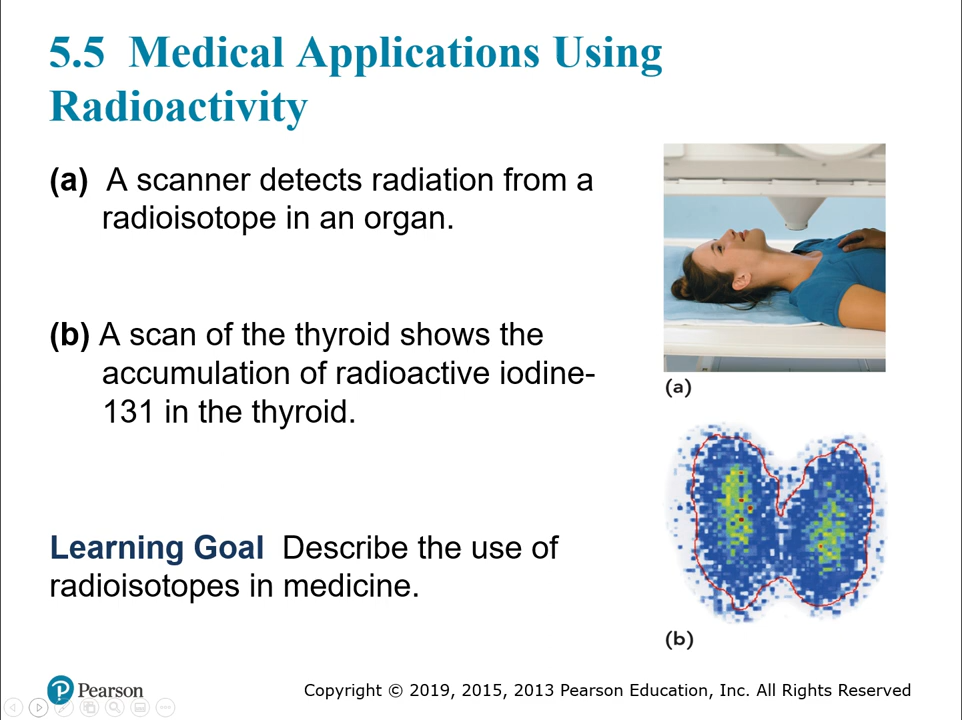 5.5 Medical Applications Using
Radioactivity
(a) A scanner detects radiation from a
radioisotope in an organ.
(b) A scan of the thyroid shows the
accumulation of radioactive iodine-
131 in the thyroid.
Learning Goal Describe the use of
radioisotopes in medicine.
(a)
(b)
P Pearson
Copyright © 2019, 2015, 2013 Pearson Education, Inc. All Rights Reserved